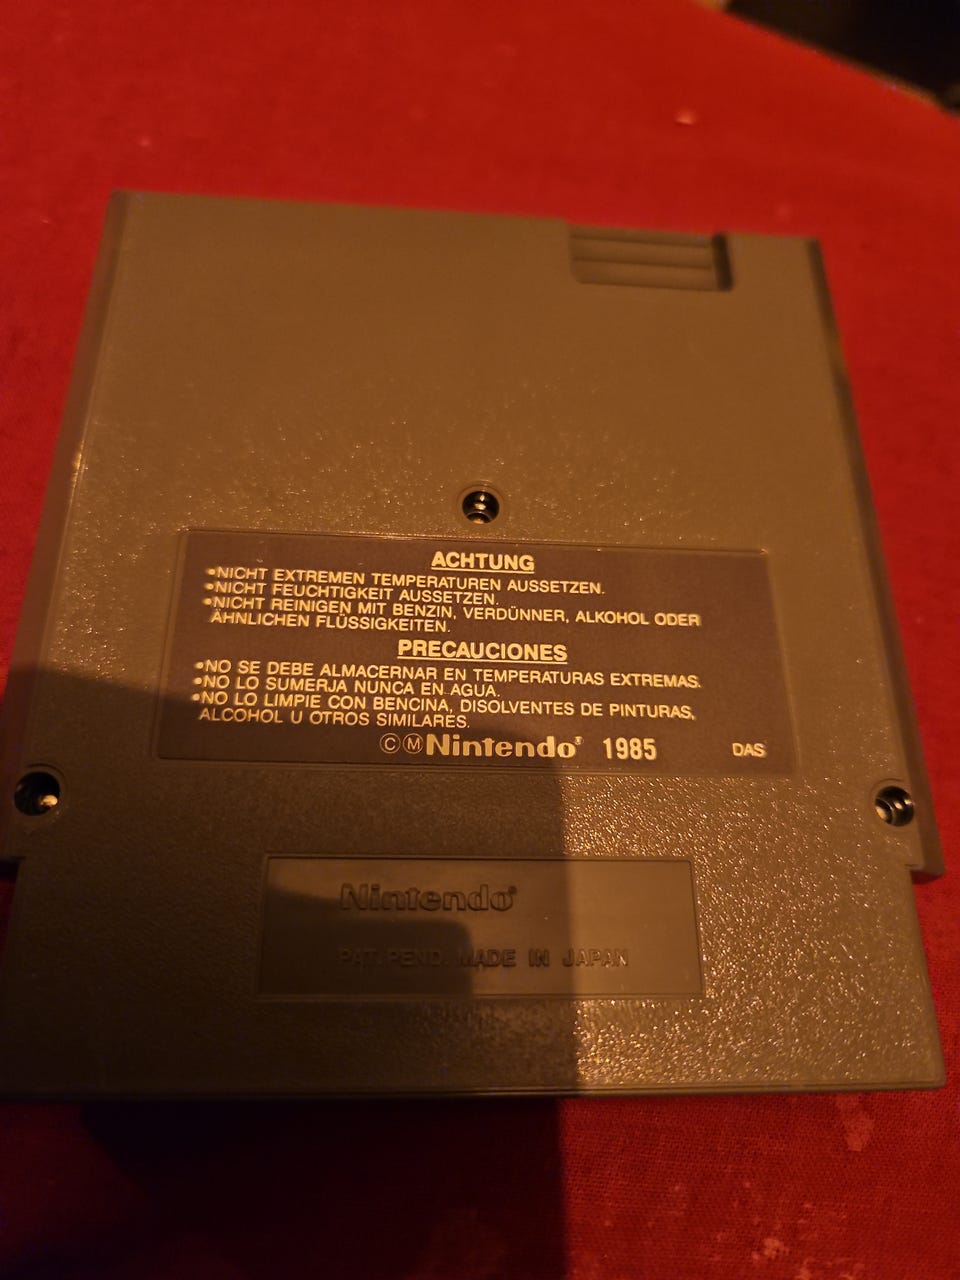 ACHTUNG
•NICHT EXTREMEN TEMPERATUREN AUSSETZEN.
•NICHT FEUCHTIGKEIT AUSSETZEN.
•NICHT REINIGEN MIT BENZIN, VERDÜNNER, ALKOHOL ODER
ÄHNLICHEN FLÜSSIGKEITEN.
PRECAUCIONES
•NO SE DEBE ALMACERNAR EN TEMPERATURAS EXTREMAS.
•NO LO SUMERJA NUNCA EN AGUA.
•NO LO LIMPIE CON BENCINA, DISOLVENTES DE PINTURAS,
ALCOHOL U OTROS SIMILARES.
ⒸⓂNintendo® 1985 DAS
Nintendo®
PAT. PEND. MADE IN JAPAN